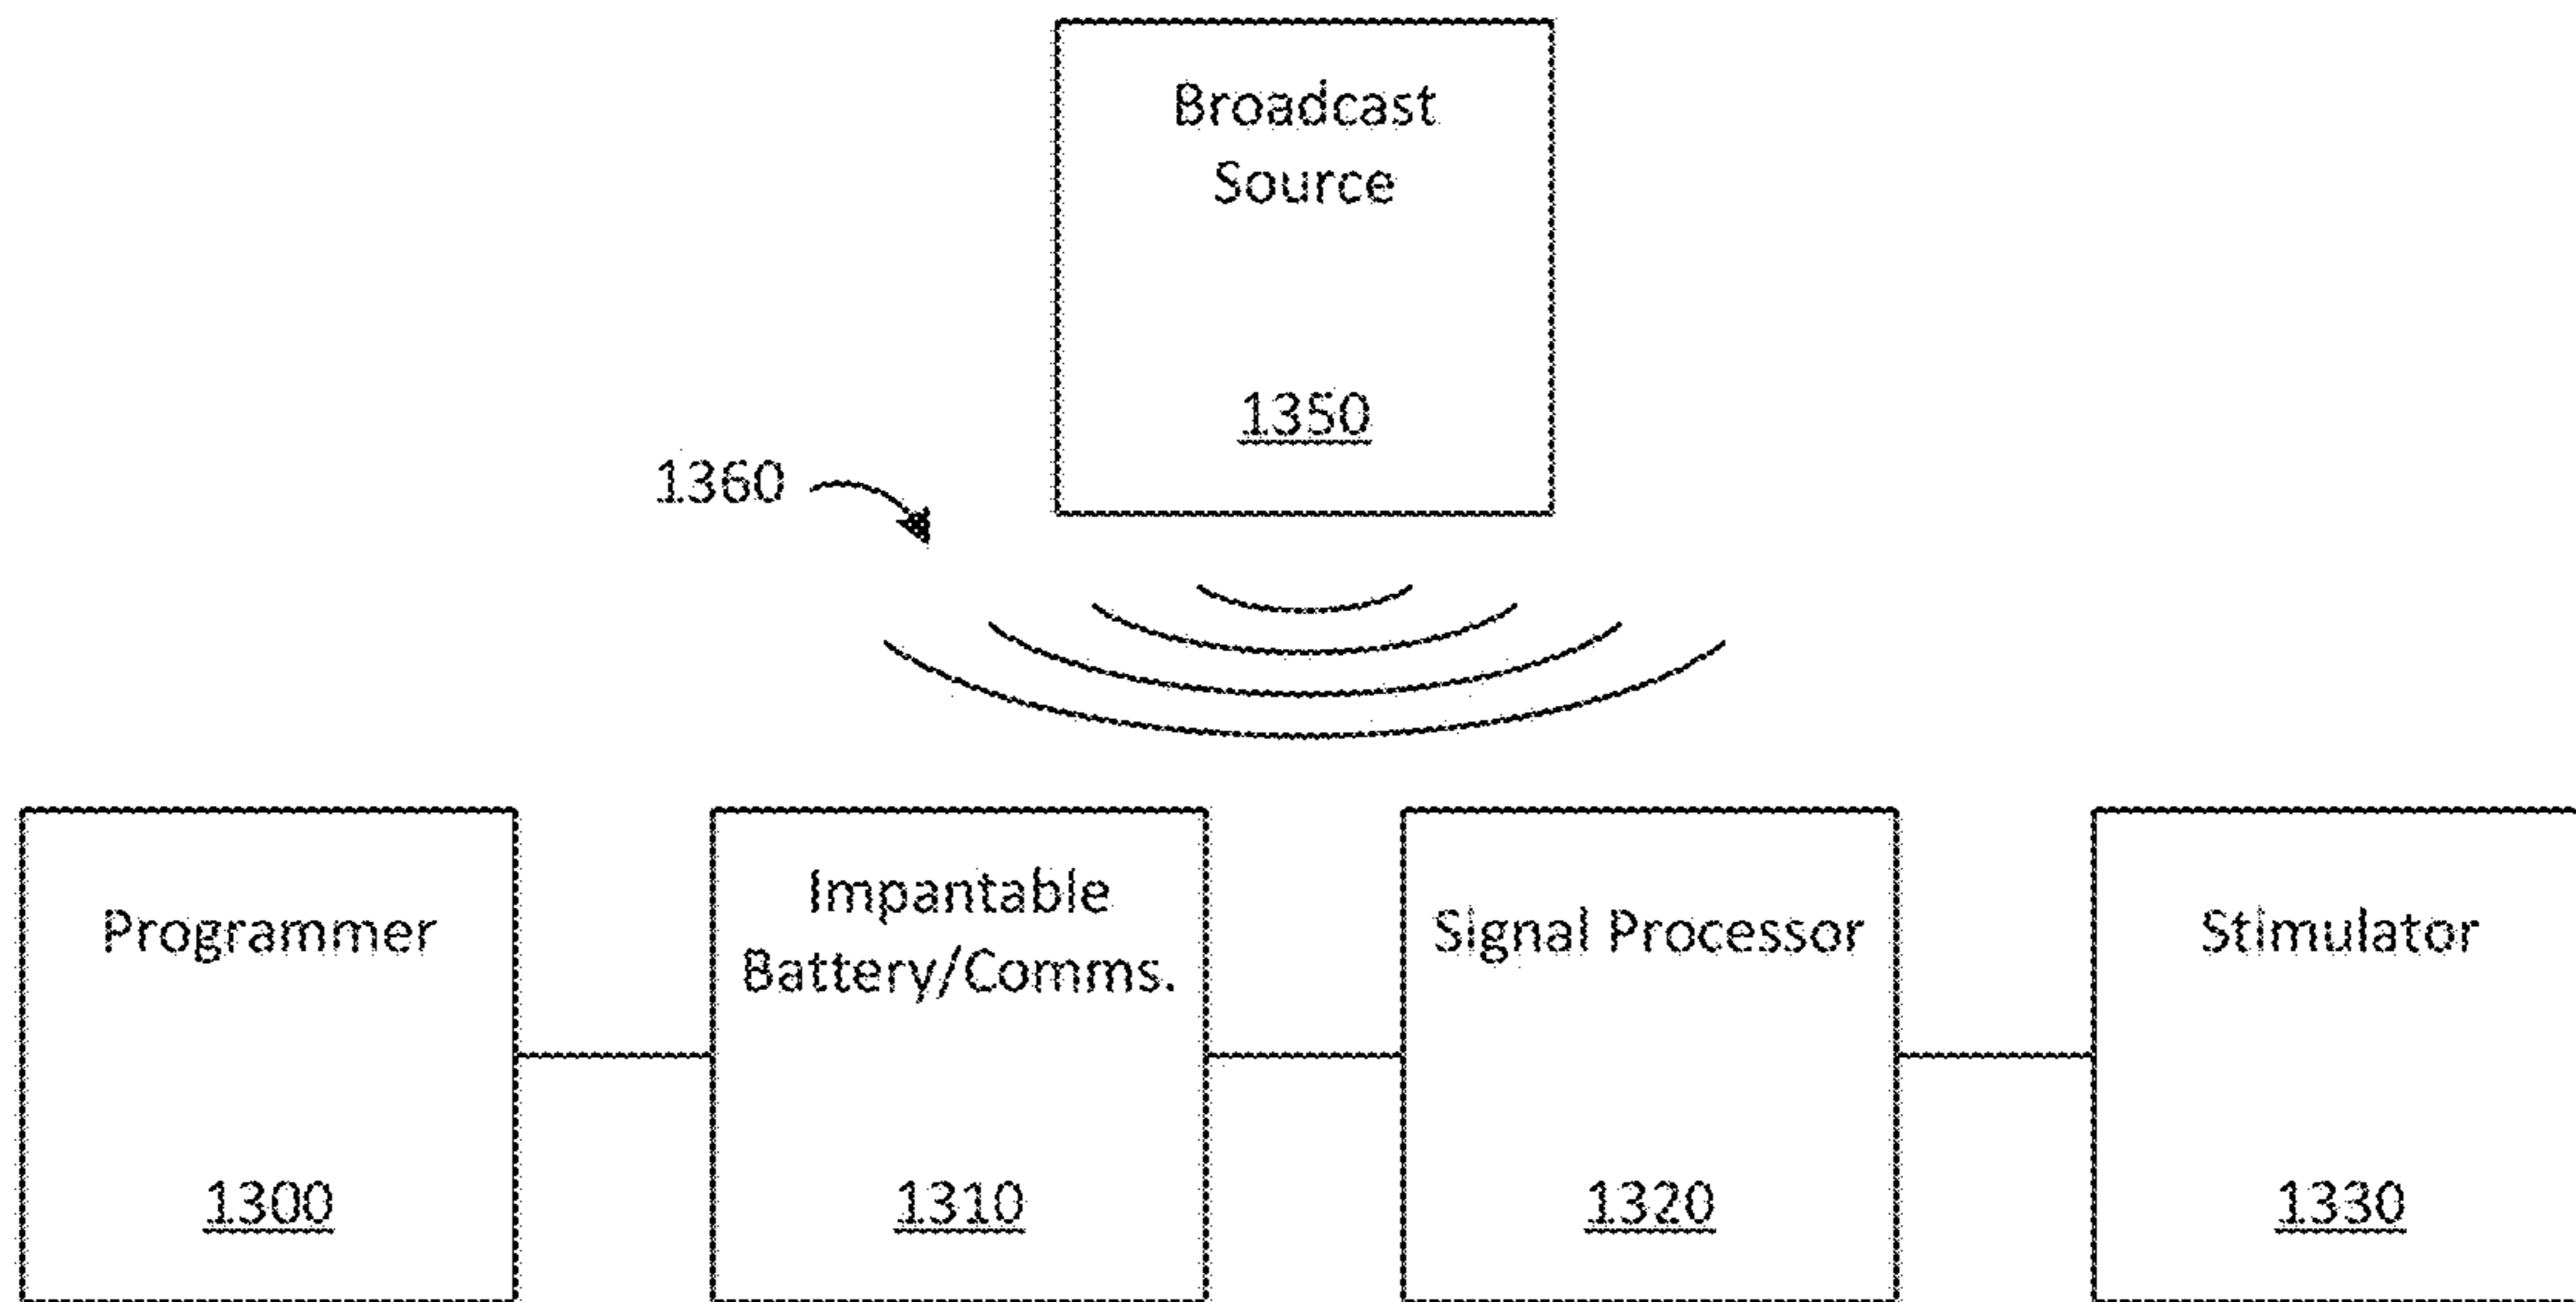 Broadcast
Source
1350
1360
Programmer
1300
Impantable
Battery/Comms.
1310
Signal Processor
1320
Stimulator
1330